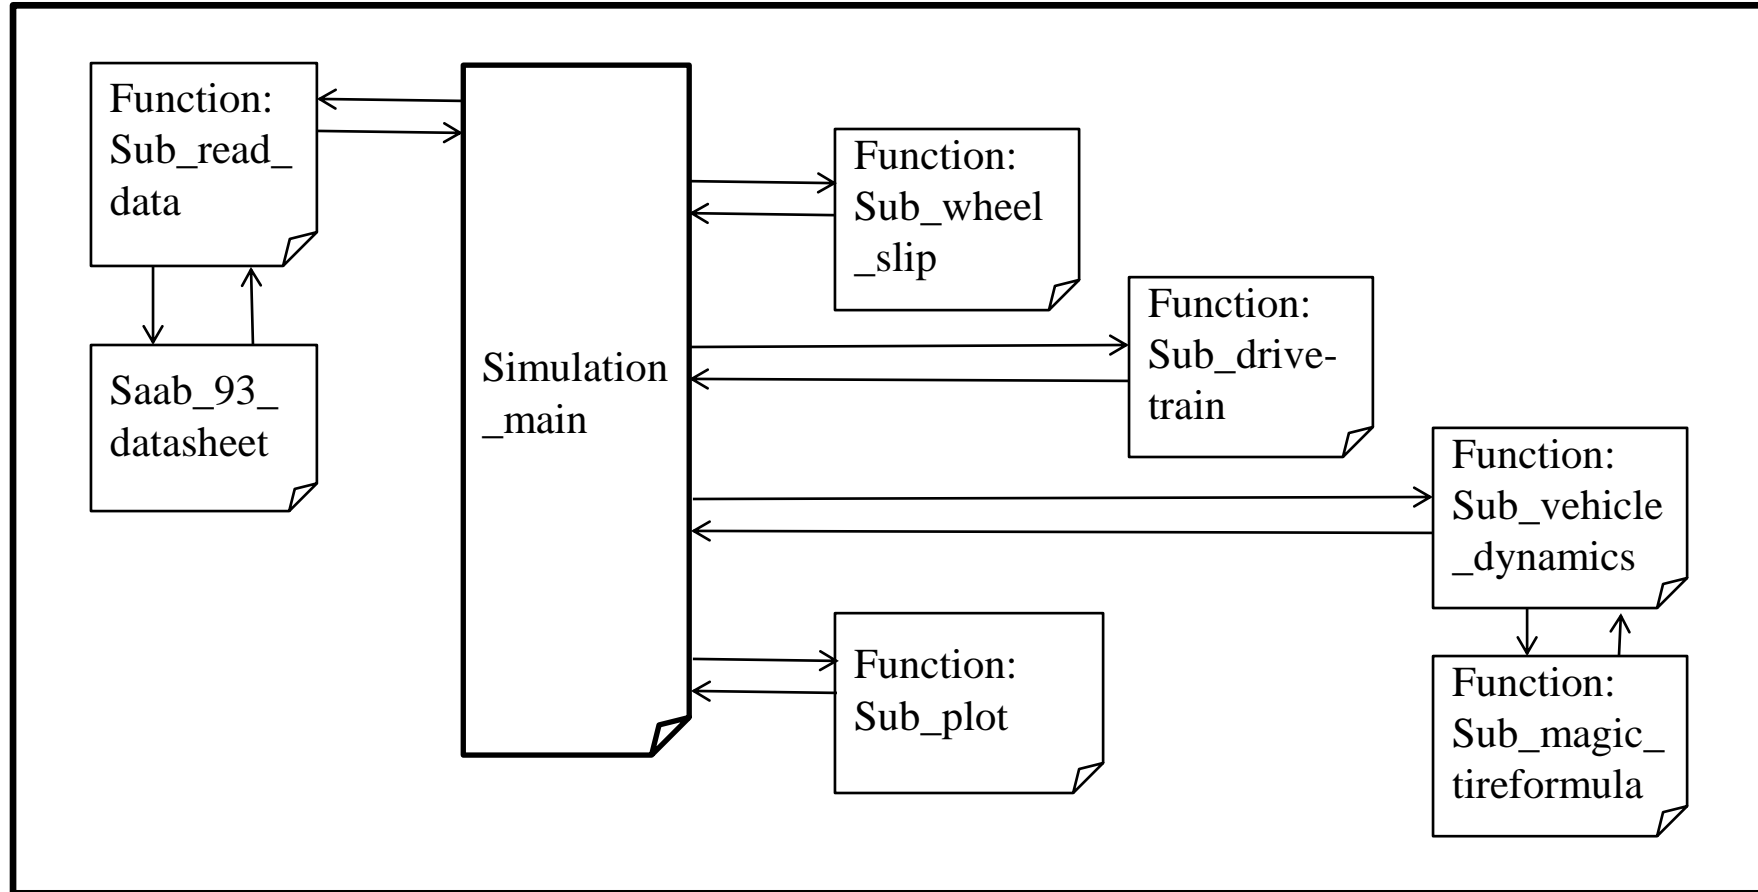 Function:
Sub_read_
data
Saab_93_
datasheet
Simulation
_main
Function:
Sub_wheel
_slip
Function:
Sub_drive-
train
Function:
Sub_vehicle
_dynamics
Function:
Sub_plot
Function:
Sub_magic_
tireformula